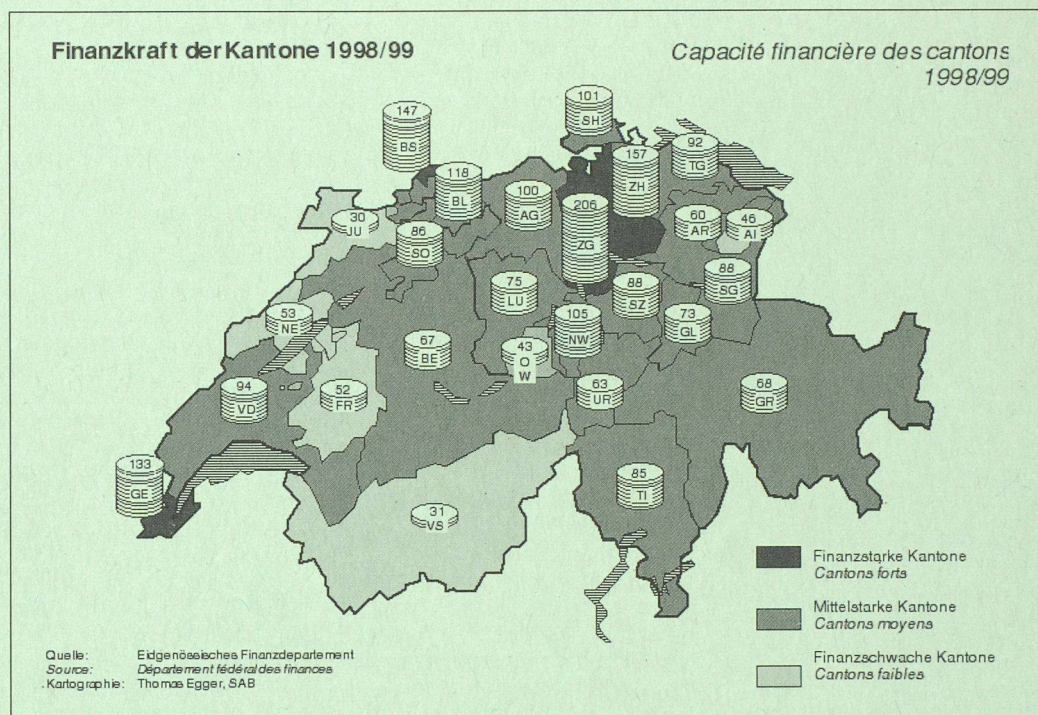 Finanzkraft der Kantone 1998/99
Capacité financière des cantons
1998/99
101
SH
147
BS
157
ZH
92
TG
118
BL
100
AG
206
ZG
60
AR
46
AI
30
JU
86
SO
88
SG
75
LU
88
SZ
53
NE
105
NW
73
GL
67
BE
43
O
W
94
VD
52
FR
63
UR
68
GR
133
GE
85
TI
31
VS
Finanzstarke Kantone
Cantons forts
Mittelstarke Kantone
Cantons moyens
Finanzschwache Kantone
Cantons faibles
Quelle: Eidgenössisches Finanzdepartement
Source: Département fédéral des finances
Kartographie: Thomas Egger, SAB